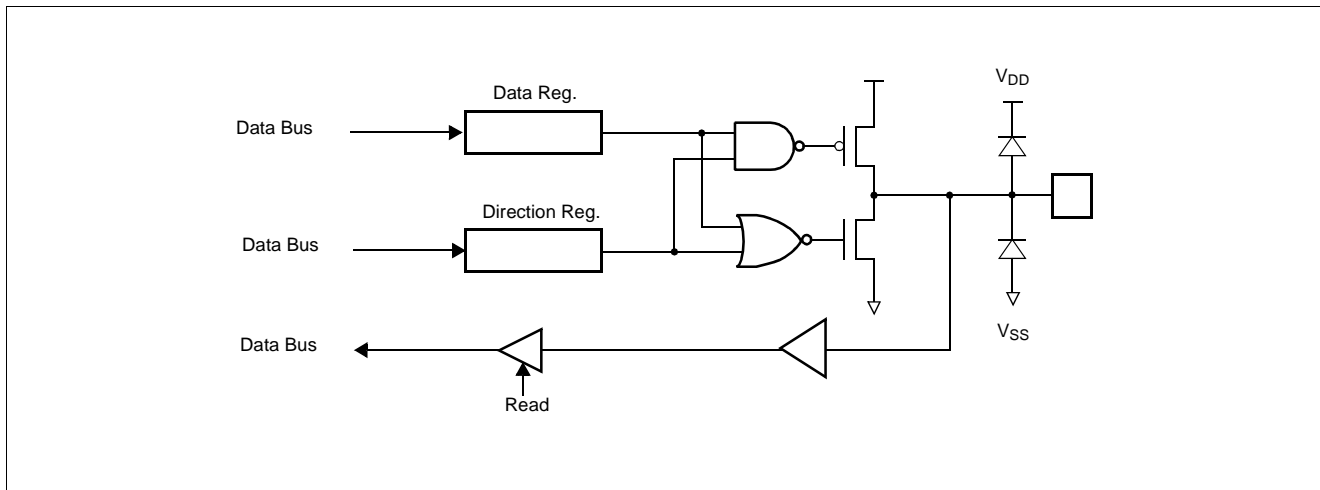 Data Reg.
V_DD
Data Bus
Direction Reg.
Data Bus
Data Bus
V_SS
Read